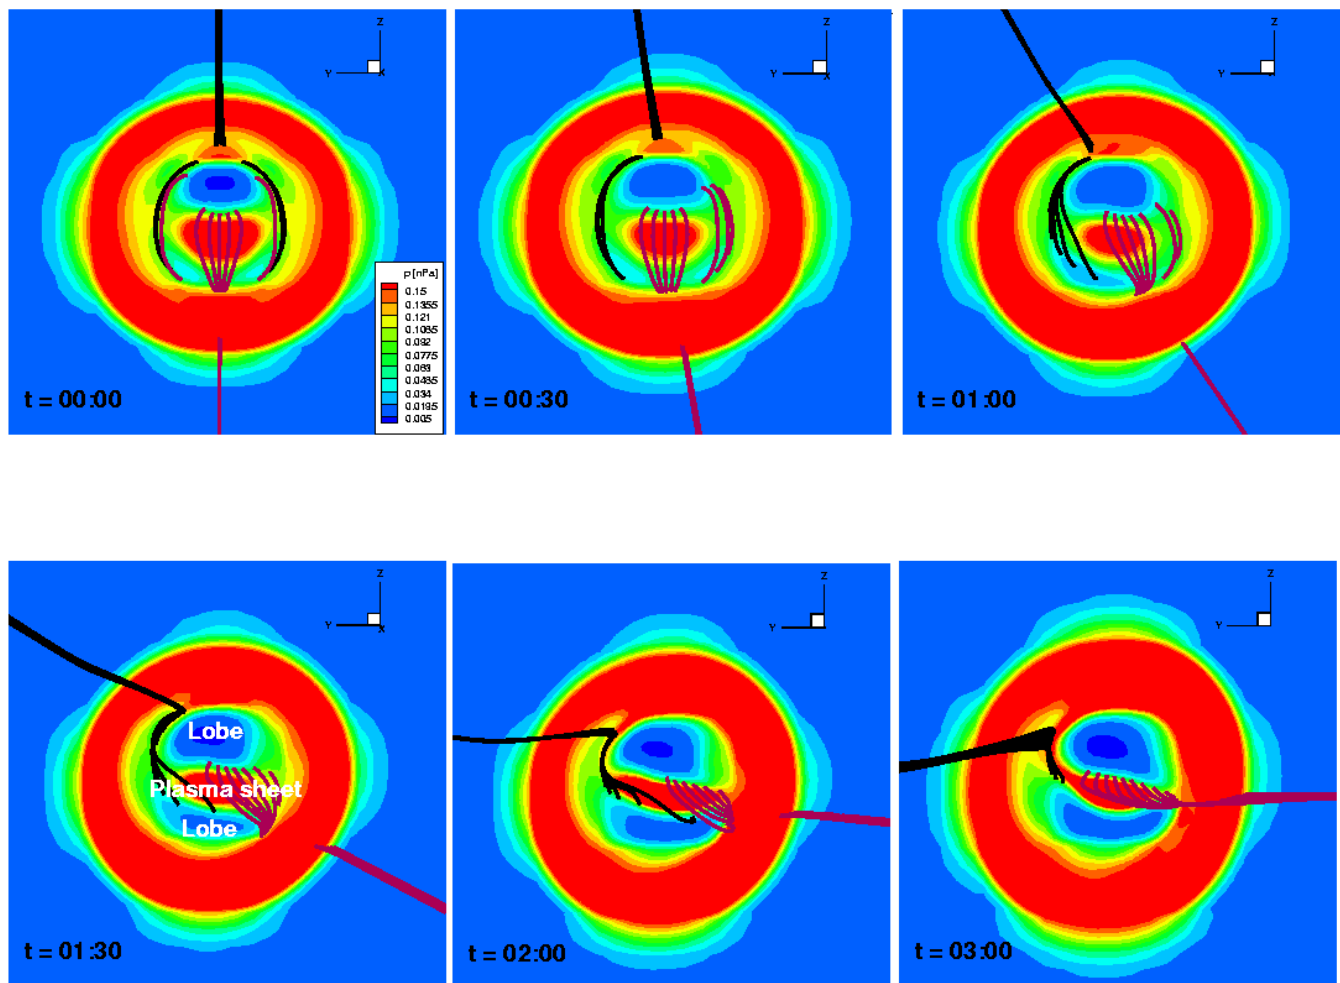 Z
Y
X
p [nPa]
0.15
0.1355
0.121
0.1065
0.092
0.0775
0.063
0.0485
0.034
0.0195
0.005
t = 00:00
Z
Y
X
t = 00:30
Z
Y
t = 01:00
Z
Y
X
Lobe
Plasma sheet
Lobe
t = 01:30
Z
Y
t = 02:00
Z
Y
t = 03:00